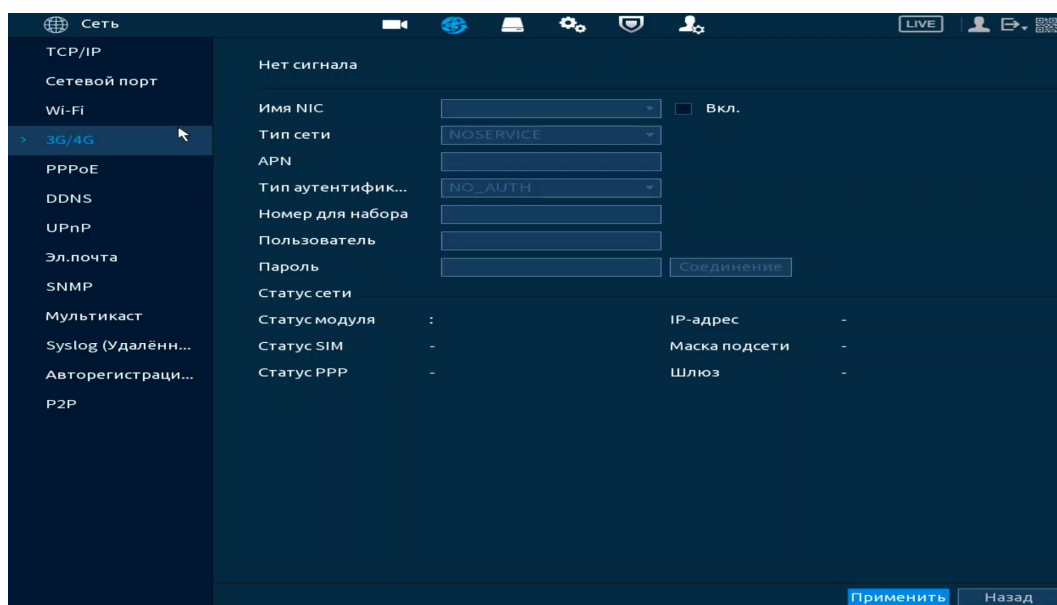 Сеть
LIVE
TCP/IP
Сетевой порт
Wi-Fi
> 3G/4G
PPPoE
DDNS
UPnP
Эл.почта
SNMP
Мультикаст
Syslog (Удалённ...
Авторегистраци...
P2P
Нет сигнала
Имя NIC
Вкл.
Тип сети NOSERVICE
APN
Тип аутентифик... NO_AUTH
Номер для набора
Пользователь
Пароль Соединение
Статус сети
Статус модуля : IP-адрес -
Статус SIM - Маска подсети -
Статус PPP - Шлюз -
Применить Назад